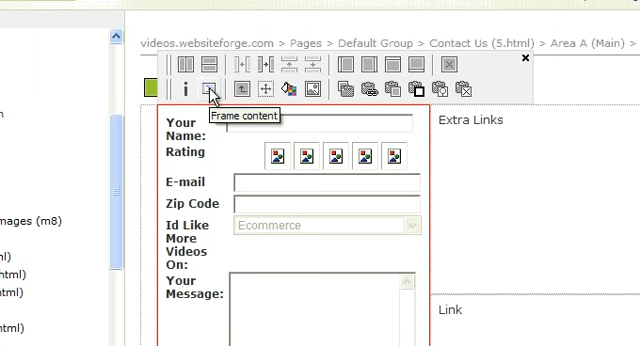 videos.websiteforge.com > Pages > Default Group > Contact Us (5.html) > Area A (Main) >
Frame content
Your Name:
Extra Links
Rating
E-mail
Zip Code
Id Like More Videos On:
Ecommerce
mages (m8)
html)
html)
Your Message:
Link
html)